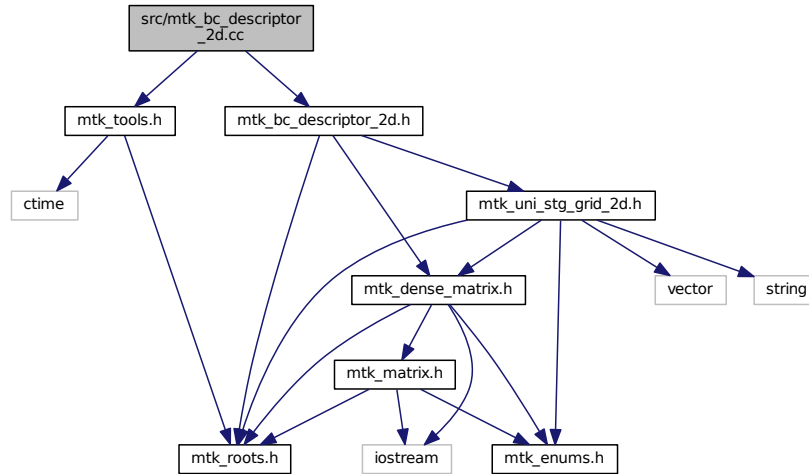 src/mtk_bc_descriptor
_2d.cc
mtk_tools.h
mtk_bc_descriptor_2d.h
ctime
mtk_uni_stg_grid_2d.h
mtk_dense_matrix.h
vector
string
mtk_matrix.h
mtk_roots.h
iostream
mtk_enums.h